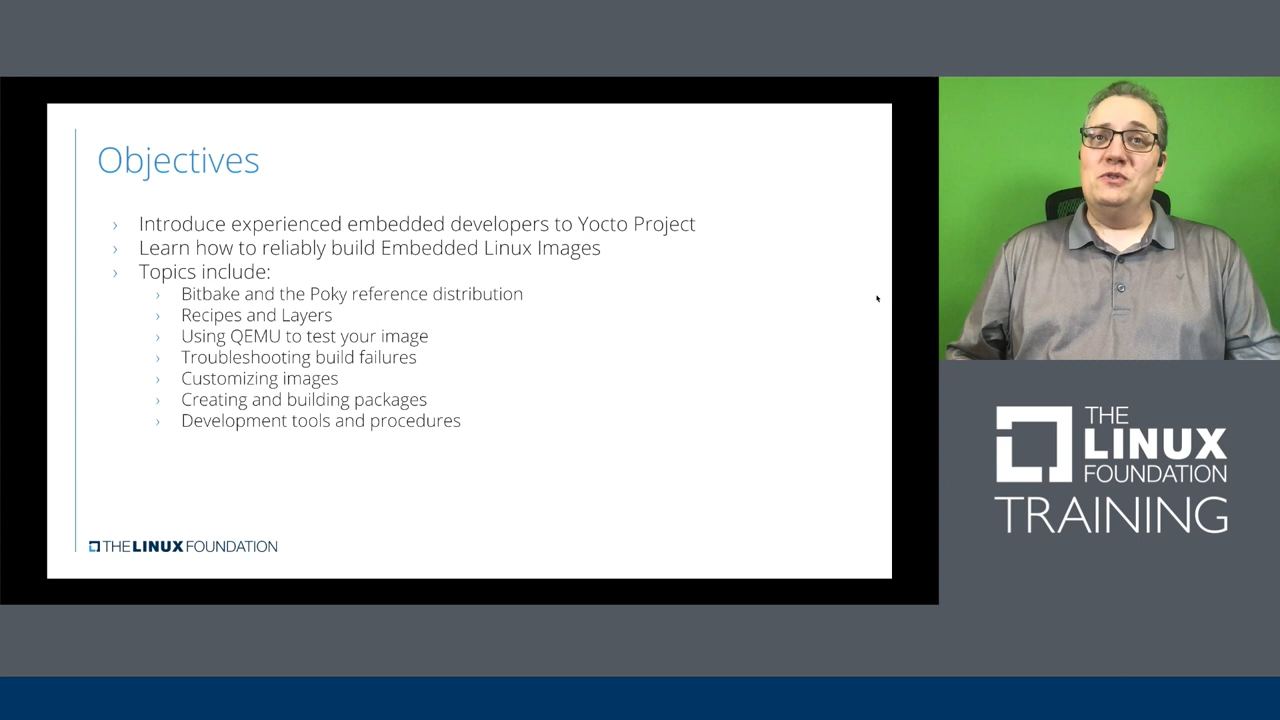 Objectives
› Introduce experienced embedded developers to Yocto Project
› Learn how to reliably build Embedded Linux Images
› Topics include:
› Bitbake and the Poky reference distribution
› Recipes and Layers
› Using QEMU to test your image
› Troubleshooting build failures
› Customizing images
› Creating and building packages
› Development tools and procedures
THE LINUX FOUNDATION
THE
LINUX
FOUNDATION
TRAINING